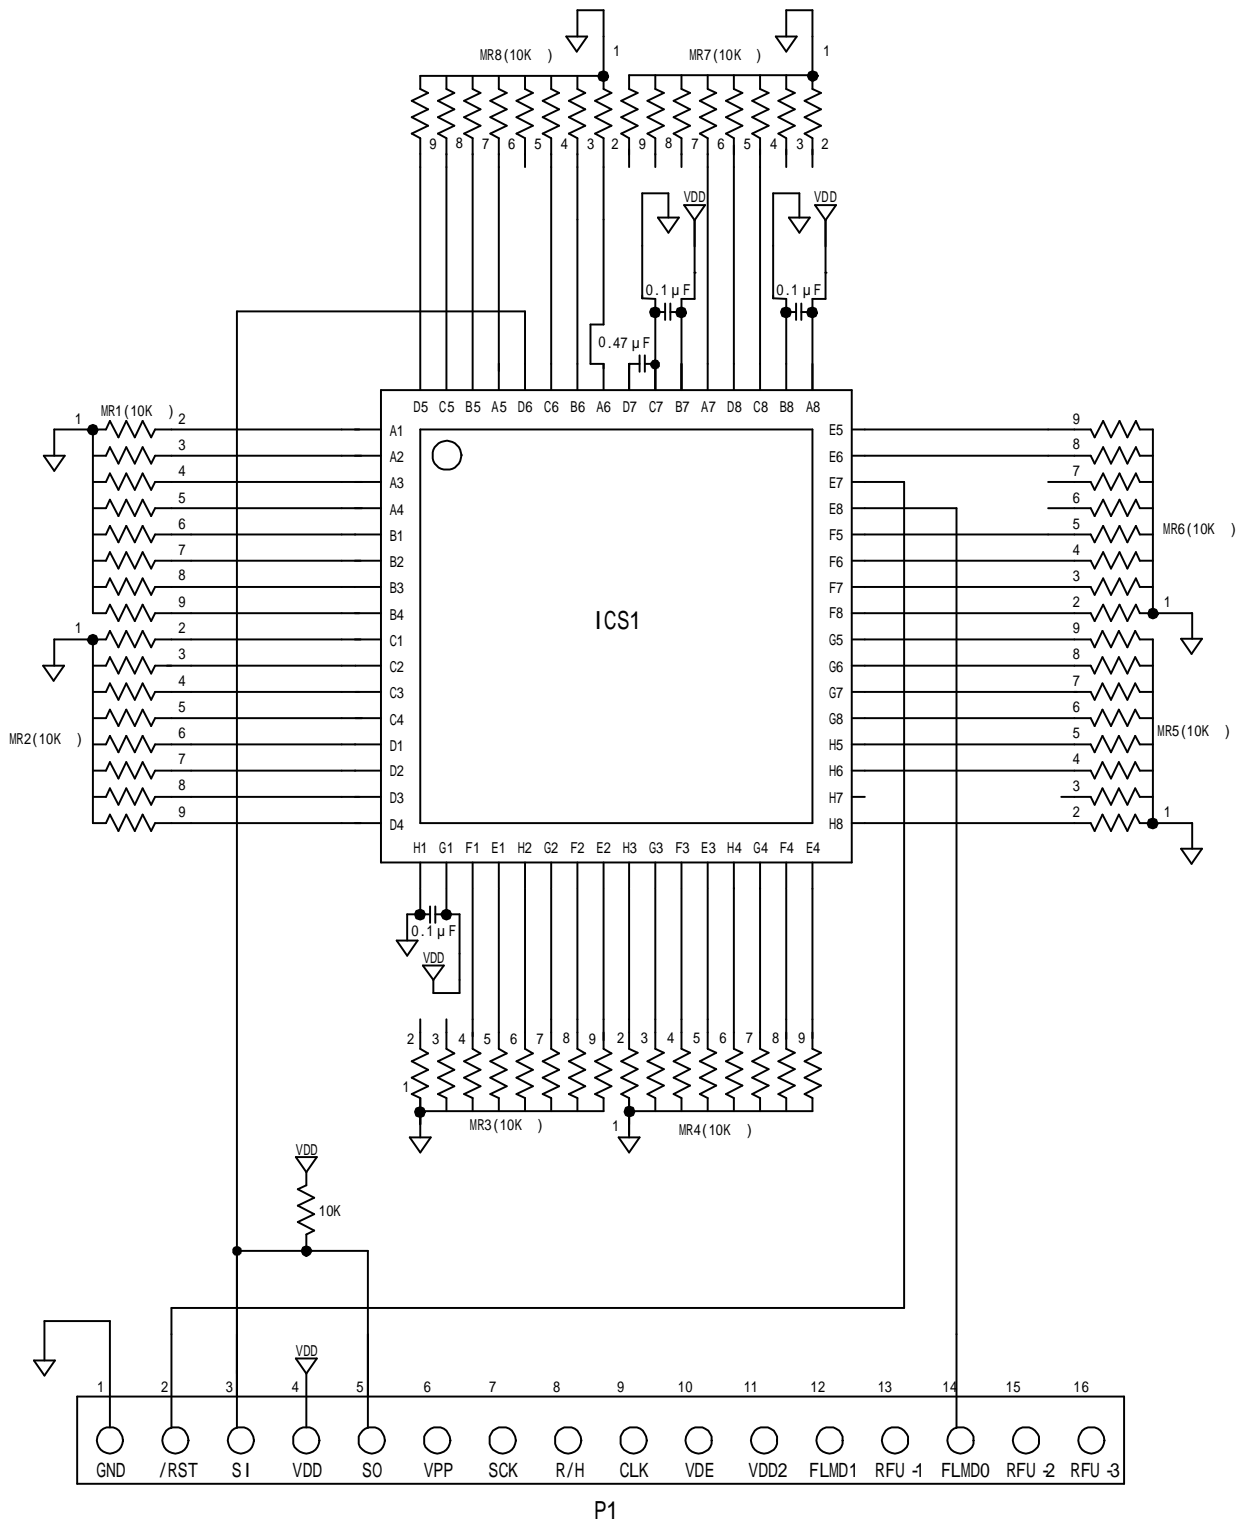 1 1
MR8(10K ) MR7(10K )
9 8 7 6 5 4 3 2 9 8 7 6 5 4 3 2
VDD VDD
0.1μF 0.1μF
0.47μF
D5 C5 B5 A5 D6 C6 B6 A6 D7 C7 B7 A7 D8 C8 B8 A8
1 MR1(10K ) 2 A1 E5 9
3 A2 E6 8
4 A3 E7 7
5 A4 E8 6
6 B1 F5 5 MR6(10K )
7 B2 F6 4
8 B3 F7 3
9 B4 F8 2 1
ICS1
1 2 C1 G5 9
3 C2 G6 8
4 C3 G7 7
5 C4 G8 6
MR2(10K ) 6 D1 H5 5 MR5(10K )
7 D2 H6 4
8 D3 H7 3
9 D4 H8 2 1
H1 G1 F1 E1 H2 G2 F2 E2 H3 G3 F3 E3 H4 G4 F4 E4
0.1μF
VDD
2 3 4 5 6 7 8 9 2 3 4 5 6 7 8 9
1 MR3(10K ) 1 MR4(10K )
VDD
10K
VDD
1 2 3 4 5 6 7 8 9 10 11 12 13 14 15 16
GND /RST SI VDD SO VPP SCK R/H CLK VDE VDD2 FLMD1 RFU-1 FLMD0 RFU-2 RFU-3
P1